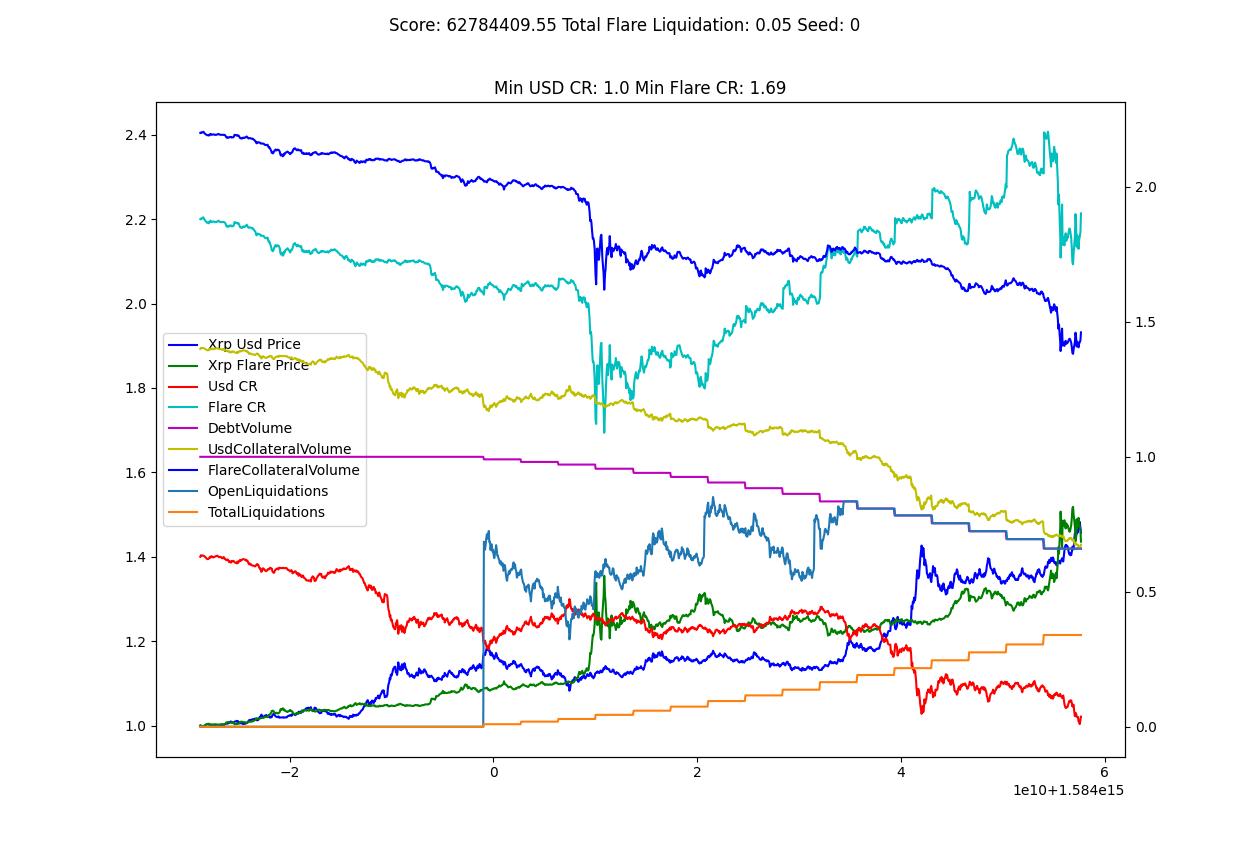 Score: 62784409.55 Total Flare Liquidation: 0.05 Seed: 0
Min USD CR: 1.0 Min Flare CR: 1.69
2.4
2.2
2.0
1.8
1.6
1.4
1.2
1.0
Xrp Usd Price
Xrp Flare Price
Usd CR
Flare CR
DebtVolume
UsdCollateralVolume
FlareCollateralVolume
OpenLiquidations
TotalLiquidations
2.0
1.5
1.0
0.5
0.0
−2 0 2 4 6
1e10+1.584e15